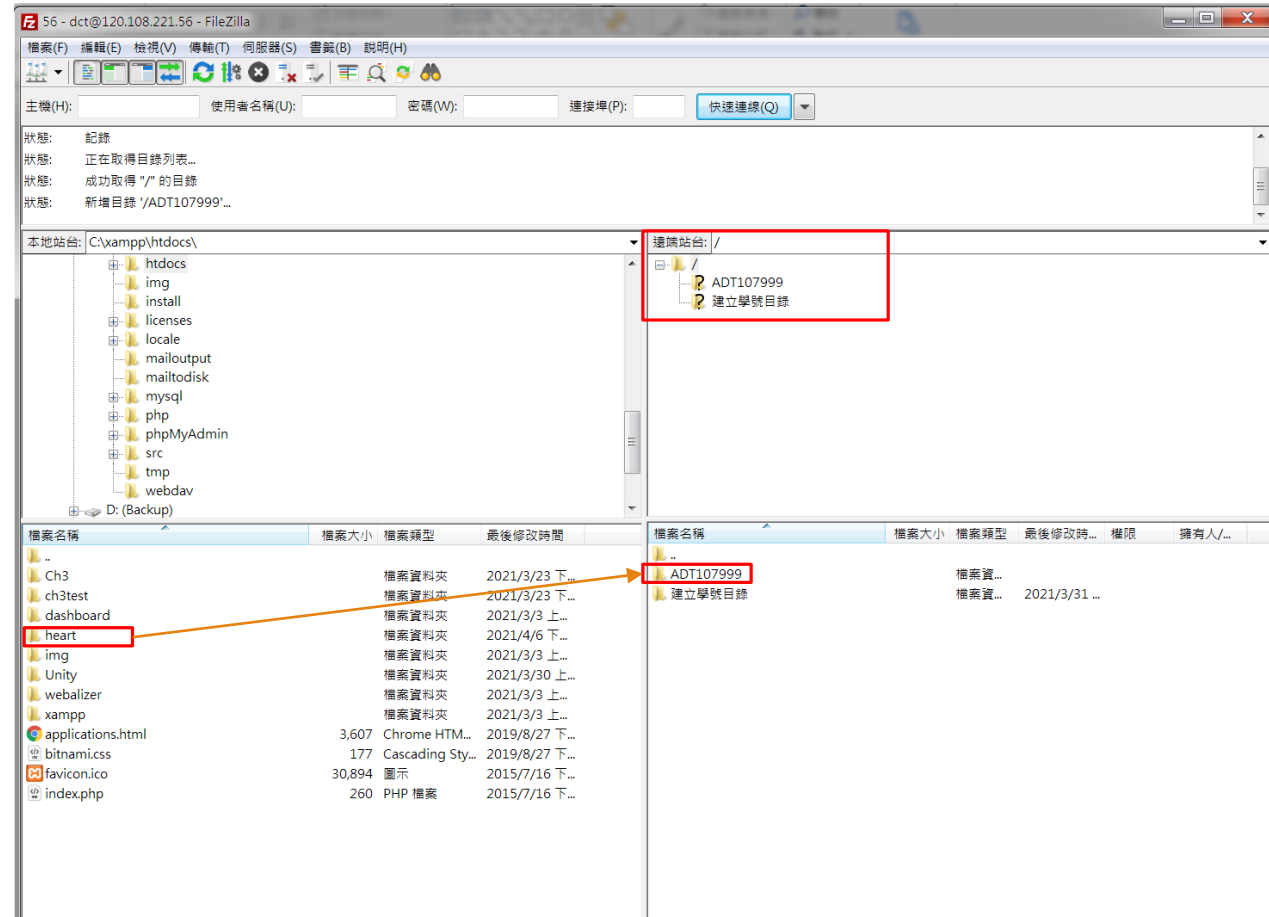 56 - dct@120.108.221.56 - FileZilla
檔案(F) 編輯(E) 檢視(V) 傳輸(T) 伺服器(S) 書籤(B) 說明(H)
主機(H): 使用者名稱(U): 密碼(W): 連接埠(P): 快速連線(Q)
狀態: 記錄
狀態: 正在取得目錄列表...
狀態: 成功取得 "/" 的目錄
狀態: 新增目錄 '/ADT107999'...
本地站台: C:\xampp\htdocs\
htdocs
img
install
licenses
locale
mailoutput
mailtodisk
mysql
php
phpMyAdmin
src
tmp
webdav
D: (Backup)
遠端站台: /
/
ADT107999
建立學號目錄
檔案名稱 檔案大小 檔案類型 最後修改時間
..
Ch3 檔案資料夾 2021/3/23 下...
ch3test 檔案資料夾 2021/3/23 下...
dashboard 檔案資料夾 2021/3/3 上...
heart 檔案資料夾 2021/4/6 下...
img 檔案資料夾 2021/3/3 上...
Unity 檔案資料夾 2021/3/30 上...
webalizer 檔案資料夾 2021/3/3 上...
xampp 檔案資料夾 2021/3/3 上...
applications.html 3,607 Chrome HTM... 2019/8/27 下...
bitnami.css 177 Cascading Sty... 2019/8/27 下...
favicon.ico 30,894 圖示 2015/7/16 下...
index.php 260 PHP 檔案 2015/7/16 下...
檔案名稱 檔案大小 檔案類型 最後修改時... 權限 擁有人/...
..
ADT107999 檔案資...
建立學號目錄 檔案資... 2021/3/31 ...